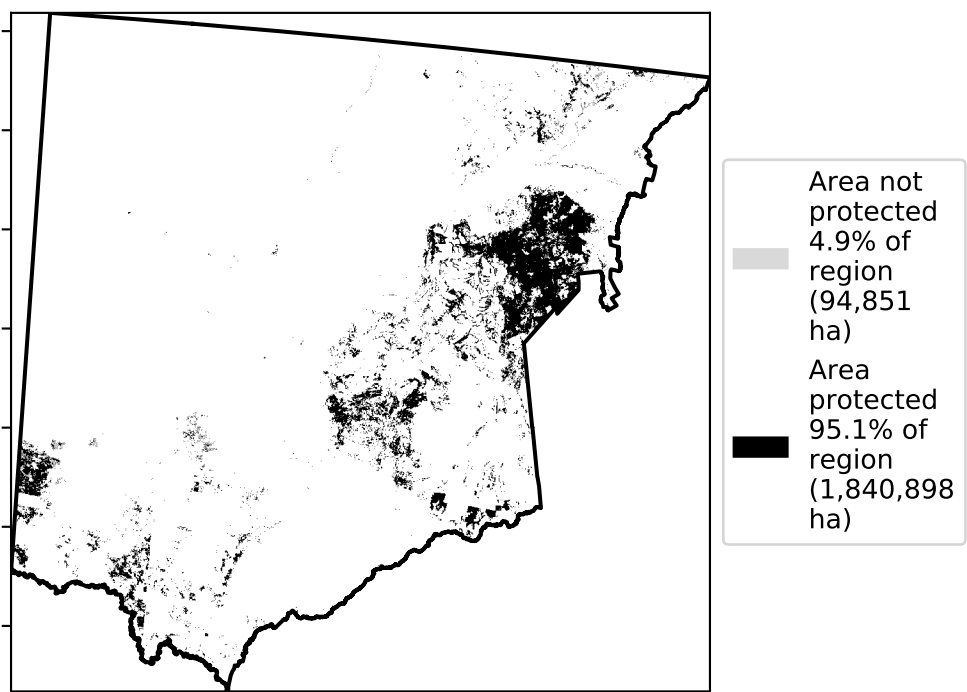 Area not
protected
4.9% of
region
(94,851
ha)
Area
protected
95.1% of
region
(1,840,898
ha)